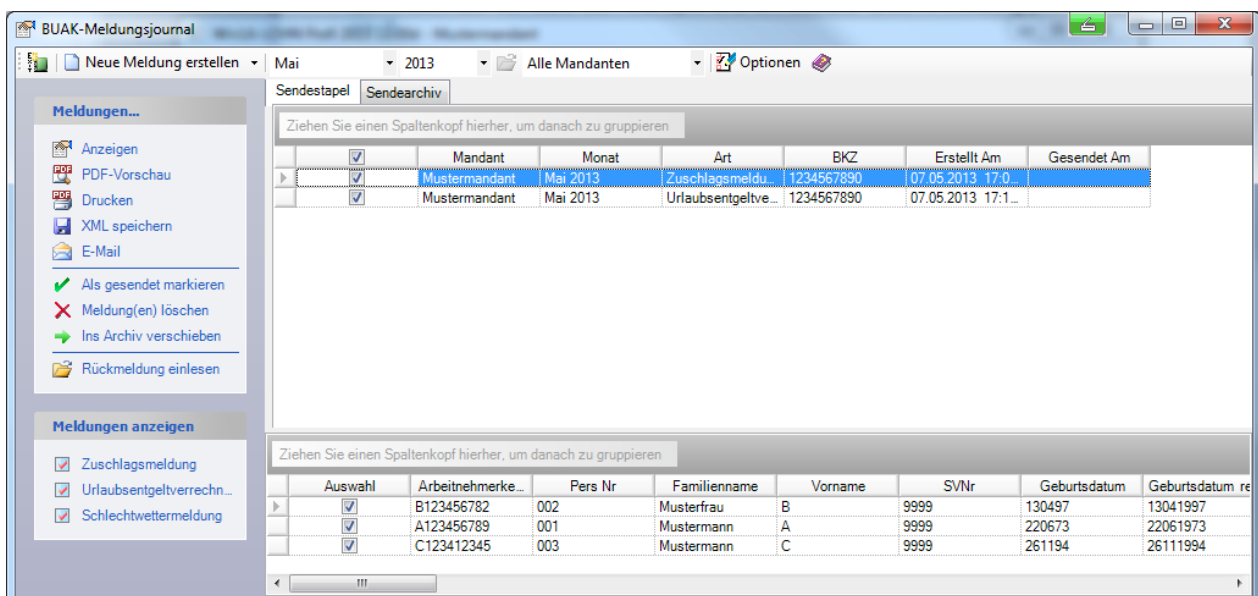 BUAK-Meldungsjournal
Neue Meldung erstellen Mai 2013 Alle Mandanten Optionen
Sendestapel Sendearchiv
Meldungen...
Anzeigen
PDF-Vorschau
Drucken
XML speichern
E-Mail
Als gesendet markieren
Meldung(en) löschen
Ins Archiv verschieben
Rückmeldung einlesen
Meldungen anzeigen
Zuschlagsmeldung
Urlaubsentgeltverrechn...
Schlechtwettermeldung
Ziehen Sie einen Spaltenkopf hierher, um danach zu gruppieren
Mandant Monat Art BKZ Erstellt Am Gesendet Am
Mustermandant Mai 2013 Zuschlagsmeldu... 1234567890 07.05.2013 17:0...
Mustermandant Mai 2013 Urlaubsentgeltve... 1234567890 07.05.2013 17:1...
Ziehen Sie einen Spaltenkopf hierher, um danach zu gruppieren
Auswahl Arbeitnehmerke... Pers Nr Familienname Vorname SVNr Geburtsdatum Geburtsdatum re
B123456782 002 Musterfrau B 9999 130497 13041997
A123456789 001 Mustermann A 9999 220673 22061973
C123412345 003 Mustermann C 9999 261194 26111994